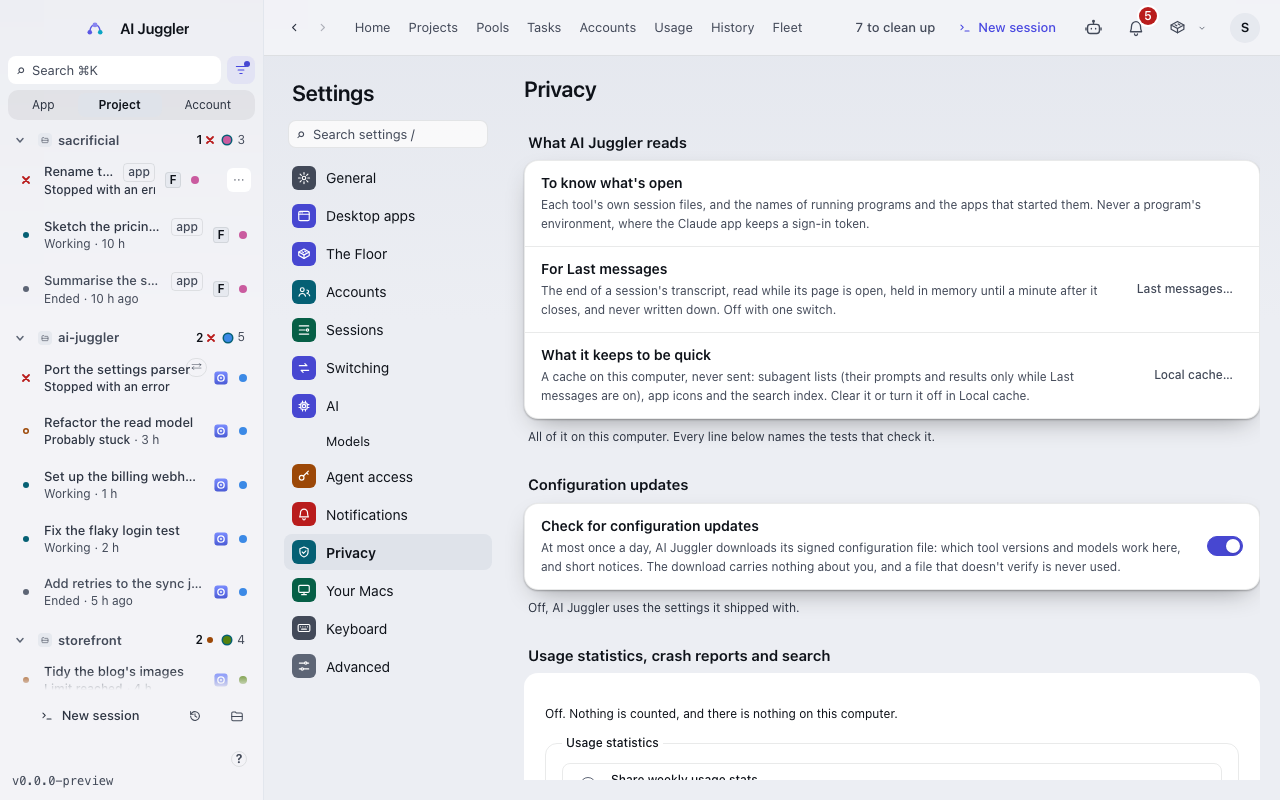 AI Juggler
Search ⌘K
App Project Account
sacrificial 1 3
Rename t... app
Stopped with an err F
Sketch the pricin... app
Working · 10 h F
Summarise the s... app
Ended · 10 h ago F
ai-juggler 2 5
Port the settings parser
Stopped with an error
Refactor the read model
Probably stuck · 3 h
Set up the billing webh...
Working · 1 h
Fix the flaky login test
Working · 2 h
Add retries to the sync j...
Ended · 5 h ago
storefront 2 4
Tidy the blog's images
Limit reached · 4 h
New session
?
v0.0.0-preview
Home Projects Pools Tasks Accounts Usage History Fleet 7 to clean up New session 5 S
Settings
Search settings /
General
Desktop apps
The Floor
Accounts
Sessions
Switching
AI
Models
Agent access
Notifications
Privacy
Your Macs
Keyboard
Advanced
Privacy
What AI Juggler reads
To know what's open
Each tool's own session files, and the names of running programs and the apps that started them. Never a program's
environment, where the Claude app keeps a sign-in token.
For Last messages
The end of a session's transcript, read while its page is open, held in memory until a minute after it
closes, and never written down. Off with one switch.
Last messages...
What it keeps to be quick
A cache on this computer, never sent: subagent lists (their prompts and results only while Last
messages are on), app icons and the search index. Clear it or turn it off in Local cache.
Local cache...
All of it on this computer. Every line below names the tests that check it.
Configuration updates
Check for configuration updates
At most once a day, AI Juggler downloads its signed configuration file: which tool versions and models work here,
and short notices. The download carries nothing about you, and a file that doesn't verify is never used.
Off, AI Juggler uses the settings it shipped with.
Usage statistics, crash reports and search
Off. Nothing is counted, and there is nothing on this computer.
Usage statistics
Share weekly usage stats